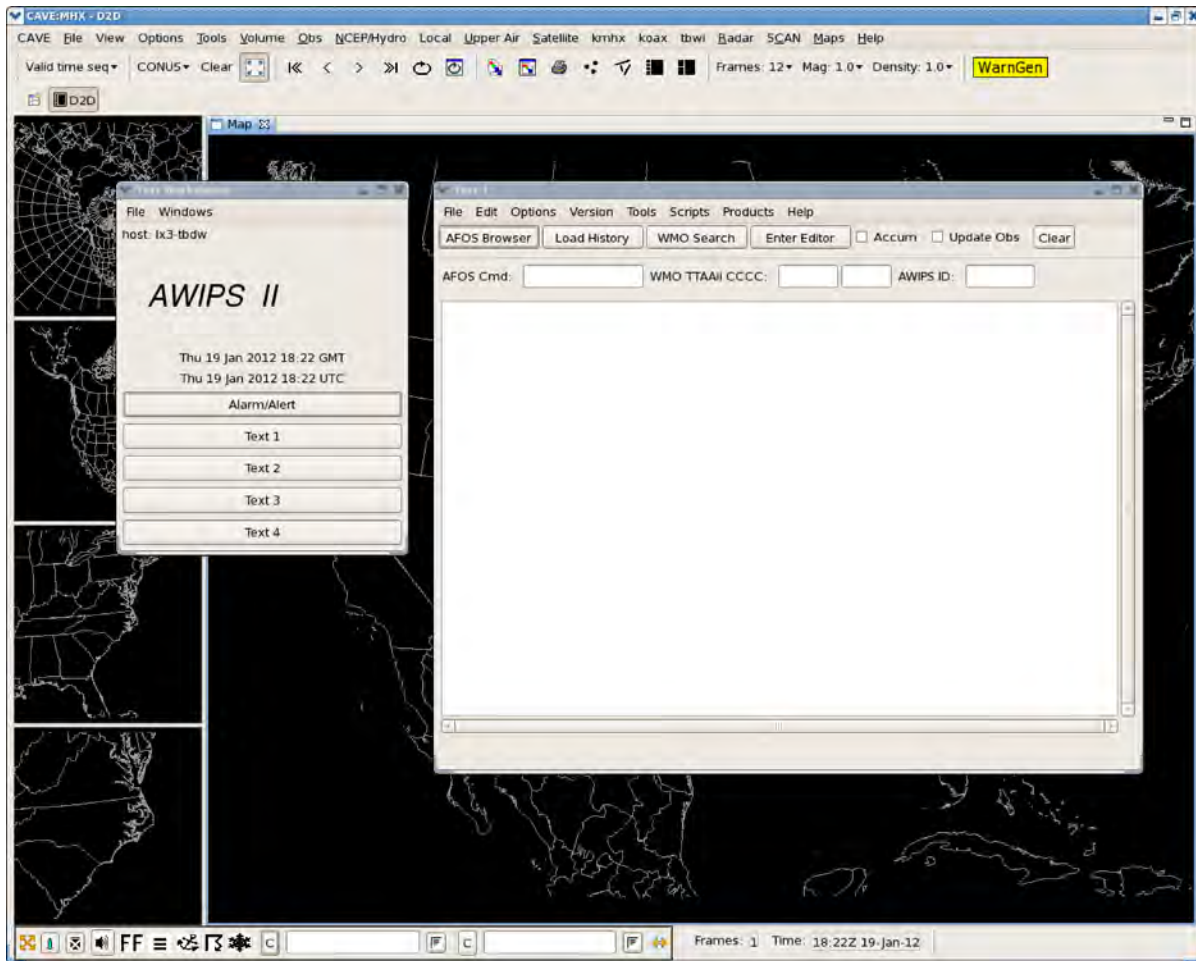 CAVE:MHX - D2D
CAVE File View Options Tools Volume Obs NCEP/Hydro Local Upper Air Satellite kmhx koax tbwi Radar SCAN Maps Help
Valid time seq CONUS Clear Frames: 12 Mag: 1.0 Density: 1.0 WarnGen
D2D
Map
Text Workstation
File Windows
host: lx3-tbdw
AWIPS II
Thu 19 Jan 2012 18:22 GMT
Thu 19 Jan 2012 18:22 UTC
Alarm/Alert
Text 1
Text 2
Text 3
Text 4
Text 1
File Edit Options Version Tools Scripts Products Help
AFOS Browser Load History WMO Search Enter Editor Accum Update Obs Clear
AFOS Cmd: WMO TTAAii CCCC: AWIPS ID:
FF C F C F Frames: 1 Time: 18:22Z 19-Jan-12